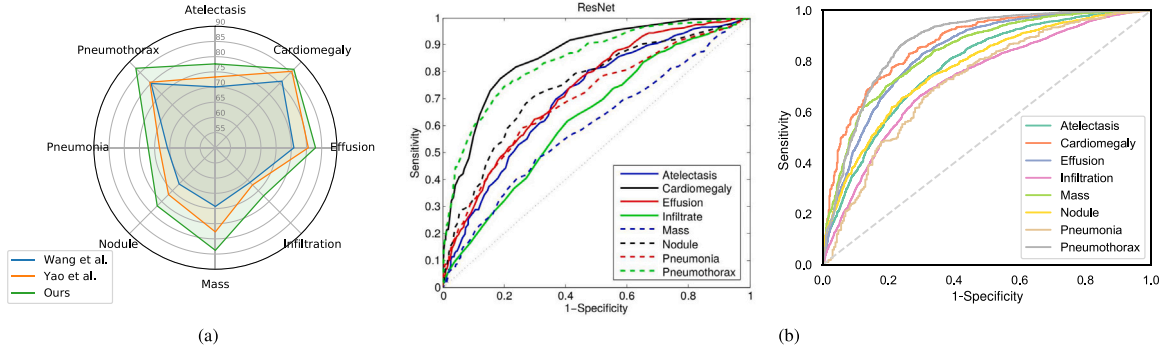 Atelectasis
90
85
80
75
70
65
60
55
Pneumothorax
Cardiomegaly
Pneumonia
Effusion
Nodule
Infiltration
Mass
Wang et al.
Yao et al.
Ours
(a)
ResNet
Sensitivity
1
0.9
0.8
0.7
0.6
0.5
0.4
0.3
0.2
0.1
0
0 0.2 0.4 0.6 0.8 1
1−Specificity
Atelectasis
Cardiomegaly
Effusion
Infiltrate
Mass
Nodule
Pneumonia
Pneumothorax
Sensitivity
1.0
0.8
0.6
0.4
0.2
0,0
0.0 0.2 0.4 0.6 0.8 1.0
1-Specificity
Atelectasis
Cardiomegaly
Effusion
Infiltration
Mass
Nodule
Pneumonia
Pneumothorax
(b)